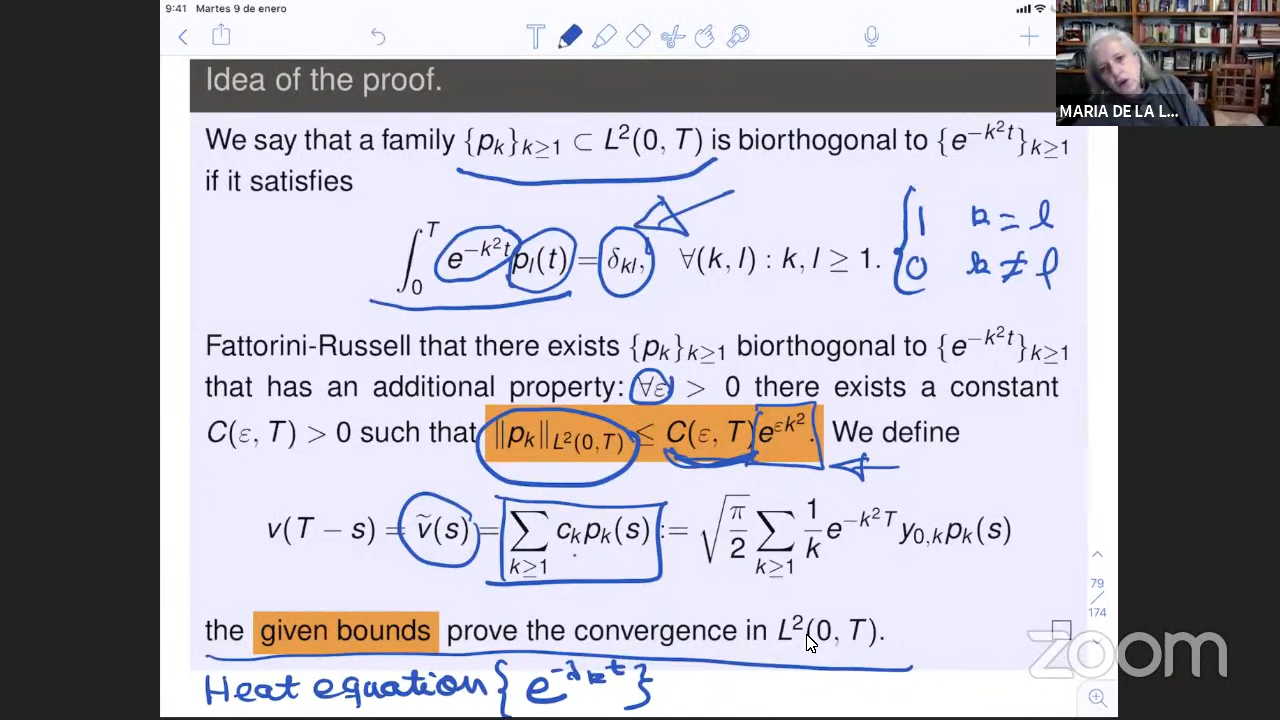 9:41 Martes 9 de enero
Idea of the proof.
MARIA DE LA L...
We say that a family {p_k}_{k≥1} ⊂ L²(0, T) is biorthogonal to {e^{−k²t}}_{k≥1}
if it satisfies
∫_0^T e^{−k²t} p_l(t) = δ_{kl}, ∀(k, l) : k, l ≥ 1.
{ 1 k = l
0 k ≠ l
Fattorini-Russell that there exists {p_k}_{k≥1} biorthogonal to {e^{−k²t}}_{k≥1}
that has an additional property: ∀ε > 0 there exists a constant
C(ε, T) > 0 such that ‖p_k‖_{L²(0,T)} ≤ C(ε, T) e^{εk²}. We define
v(T − s) = ṽ(s) = ∑_{k≥1} c_k p_k(s) := √(π/2) ∑_{k≥1} (1/k) e^{−k²T} y_{0,k} p_k(s)
the given bounds prove the convergence in L²(0, T). □
Heat equation { e^{-λ_k t} }
79
/
174
zoom